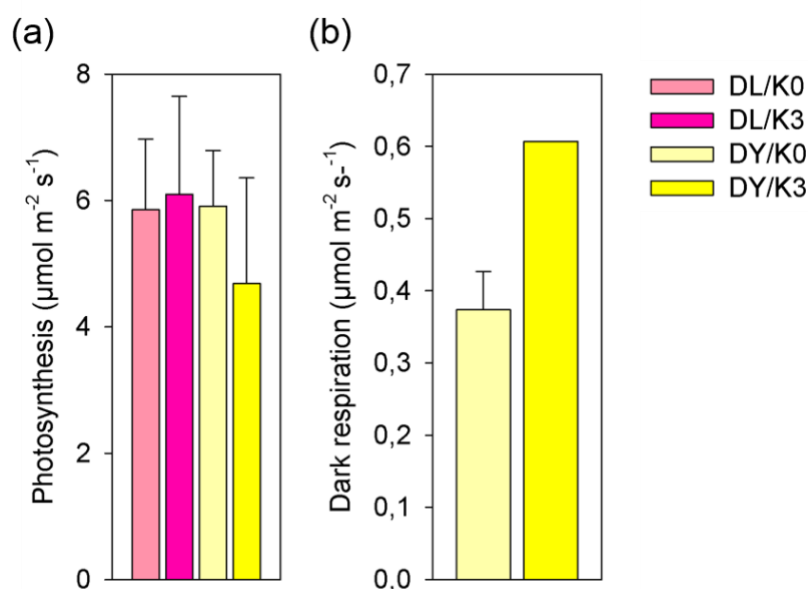 (a)
Photosynthesis (µmol m-2 s-1)
8
6
4
2
0
(b)
Dark respiration (µmol m-2 s-1)
0,7
0,6
0,5
0,4
0,3
0,2
0,1
0,0
DL/K0
DL/K3
DY/K0
DY/K3